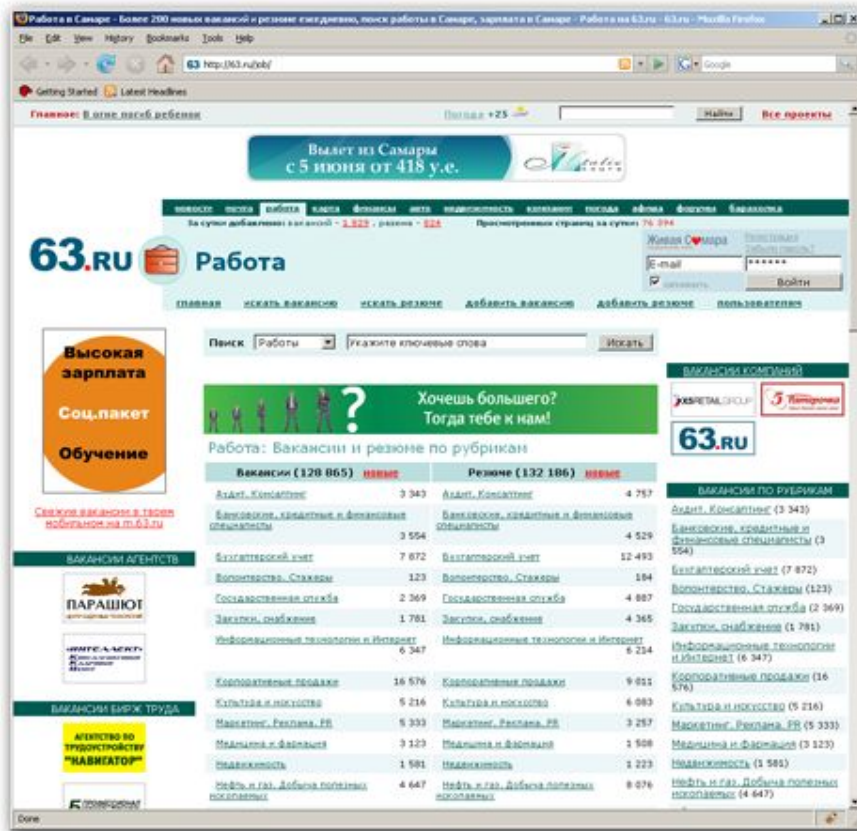 Работа в Самаре - Более 200 новых вакансий и резюме ежедневно, поиск работы в Самаре, зарплата в Самаре - Работа на 63.ru - 63.ru - Mozilla Firefox
File Edit View History Bookmarks Tools Help
63 http://63.ru/job/
Google
Getting Started Latest Headlines
Главное: В огне погиб ребенок
Погода +25
Найти
Все проекты
Вылет из Самары
с 5 июня от 418 у.е.
новости почта работа карта финансы авто недвижимость компании погода афиша форумы барахолка
За сутки добавлено: вакансий - 1 929, резюме - 824 Просмотренных страниц за сутки: 76 394
63.RU
Работа
Живая Самара
Регистрация
Забыли пароль?
E-mail
******
запомнить
Войти
главная искать вакансию искать резюме добавить вакансию добавить резюме пользователям
Высокая
зарплата
Соц.пакет
Обучение
Свежие вакансии в твоем
мобильном на m.63.ru
ВАКАНСИИ АГЕНТСТВ
ПАРАШЮТ
ИНТЕЛЛЕКТ
ВАКАНСИИ БИРЖ ТРУДА
АГЕНТСТВО ПО
ТРУДОУСТРОЙСТВУ
"НАВИГАТОР"
Поиск Работы Укажите ключевые слова Искать
Хочешь большего?
Тогда тебе к нам!
Работа: Вакансии и резюме по рубрикам
Вакансии (128 865) новые Резюме (132 186) новые
Аудит, Консалтинг 3 343 Аудит, Консалтинг 4 757
Банковские, кредитные и финансовые специалисты 3 554 Банковские, кредитные и финансовые специалисты 4 529
Бухгалтерский учет 7 872 Бухгалтерский учет 12 493
Волонтерство, Стажеры 123 Волонтерство, Стажеры 184
Государственная служба 2 369 Государственная служба 4 887
Закупки, снабжение 1 781 Закупки, снабжение 4 365
Информационные технологии и Интернет 6 347 Информационные технологии и Интернет 6 214
Корпоративные продажи 16 576 Корпоративные продажи 9 011
Культура и искусство 5 216 Культура и искусство 6 083
Маркетинг, Реклама, PR 5 333 Маркетинг, Реклама, PR 3 257
Медицина и фармация 3 123 Медицина и фармация 1 508
Недвижимость 1 581 Недвижимость 1 223
Нефть и газ, Добыча полезных ископаемых 4 647 Нефть и газ, Добыча полезных ископаемых 8 076
ВАКАНСИИ КОМПАНИЙ
X5 RETAIL GROUP
5 Пятерочка
63.RU
ВАКАНСИИ ПО РУБРИКАМ
Аудит, Консалтинг (3 343)
Банковские, кредитные и
финансовые специалисты (3
554)
Бухгалтерский учет (7 872)
Волонтерство, Стажеры (123)
Государственная служба (2 369)
Закупки, снабжение (1 781)
Информационные технологии
и Интернет (6 347)
Корпоративные продажи (16
576)
Культура и искусство (5 216)
Маркетинг, Реклама, PR (5 333)
Медицина и фармация (3 123)
Недвижимость (1 581)
Нефть и газ, Добыча полезных
ископаемых (4 647)
Done